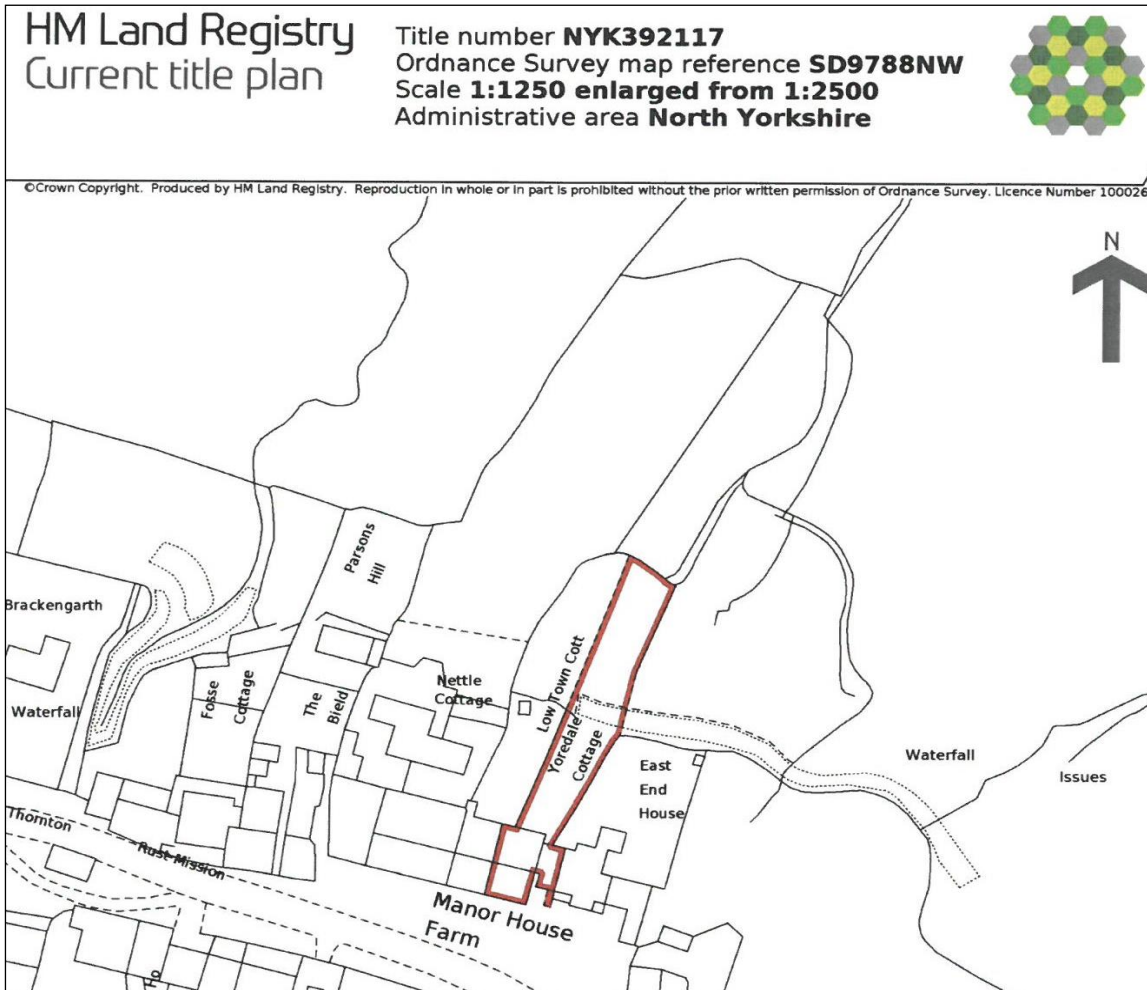 HM Land Registry
Current title plan
Title number NYK392117
Ordnance Survey map reference SD9788NW
Scale 1:1250 enlarged from 1:2500
Administrative area North Yorkshire
©Crown Copyright. Produced by HM Land Registry. Reproduction in whole or in part is prohibited without the prior written permission of Ordnance Survey. Licence Number 100026
N
Parsons
Hill
Brackengarth
Waterfall
Fosse
Cottage
The
Bield
Nettle
Cottage
Low Town Cott
Yoredale
Cottage
East
End
House
Waterfall
Issues
Thornton
Rust Mission
Manor House
Farm
Ho